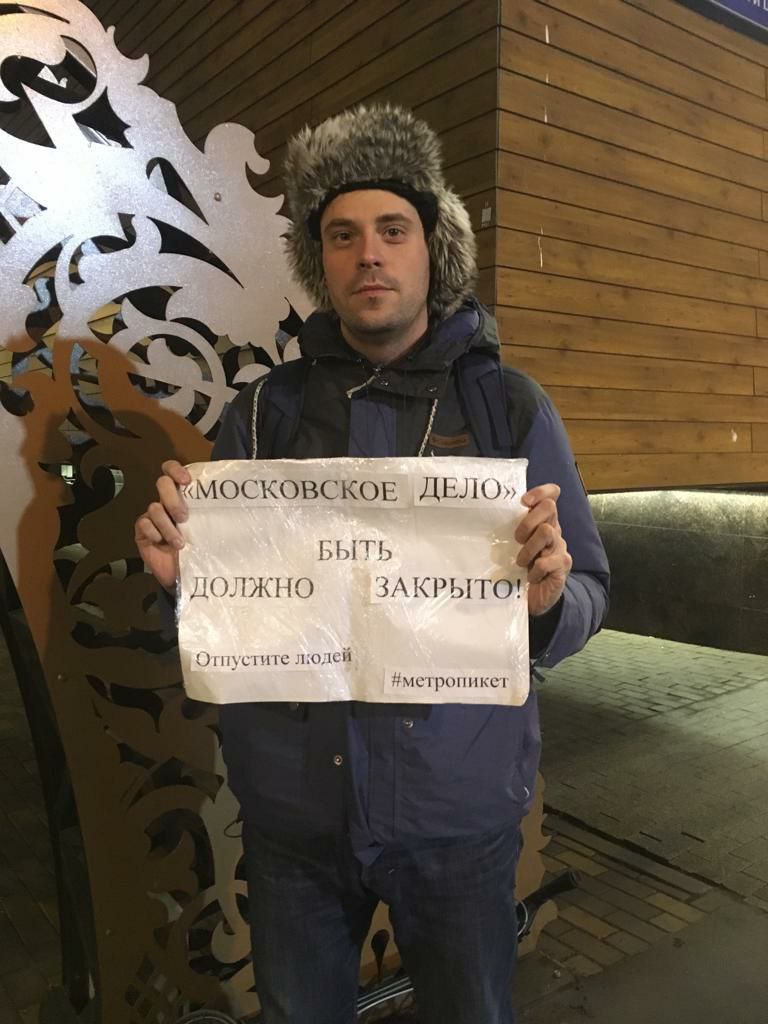 «МОСКОВСКОЕ ДЕЛО»
БЫТЬ
ДОЛЖНО ЗАКРЫТО!
Отпустите людей
#метропикет